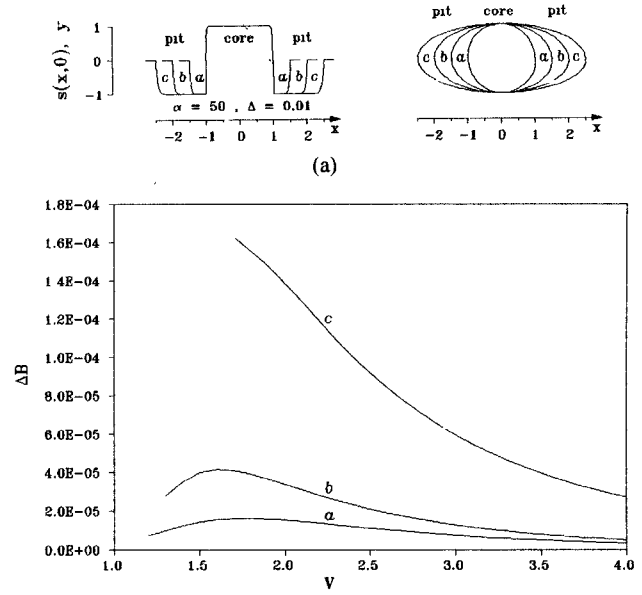 pit core pit
s(x,0), y
1
0
-1
pit core pit
c b a a b c
α = 50 , Δ = 0.01
-2 -1 0 1 2 x
c b a a b c
-2 -1 0 1 2 x
(a)
1.8E-04
1.6E-04
1.4E-04
1.2E-04
1.0E-04
8.0E-05
6.0E-05
4.0E-05
2.0E-05
0.0E+00
ΔB
c
b
a
1.0 1.5 2.0 2.5 3.0 3.5 4.0
V